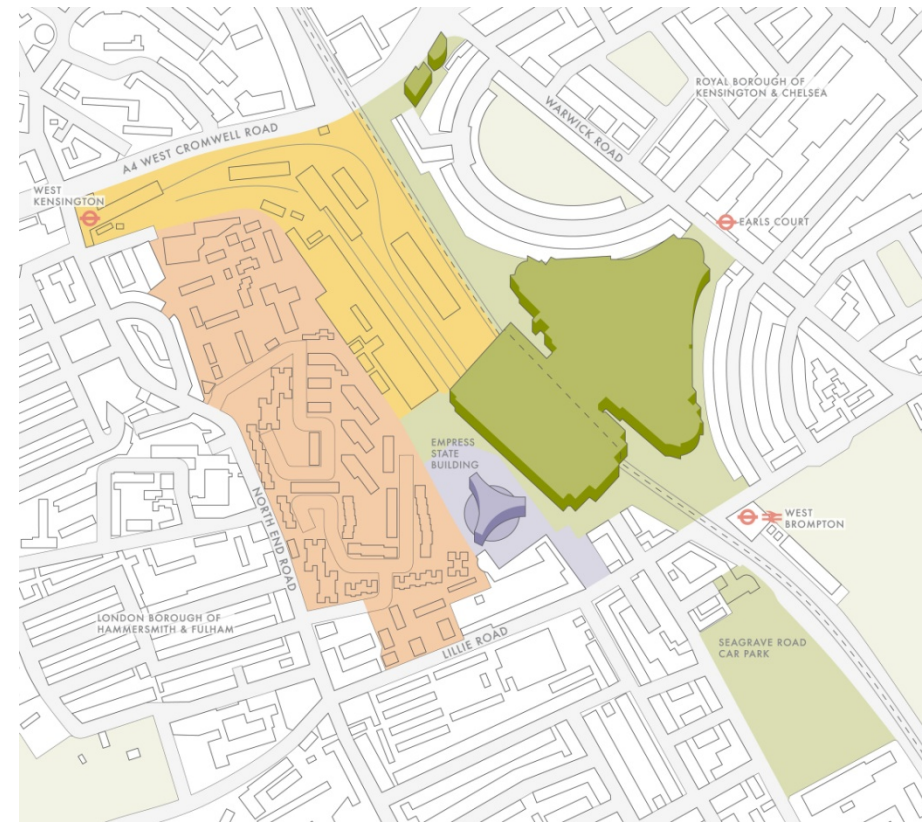 ROYAL BOROUGH OF
KENSINGTON & CHELSEA
WARWICK ROAD
A4 WEST CROMWELL ROAD
WEST
KENSINGTON
EARLS COURT
EMPRESS
STATE
BUILDING
NORTH END ROAD
WEST
BROMPTON
LONDON BOROUGH OF
HAMMERSMITH & FULHAM
LILLIE ROAD
SEAGRAVE ROAD
CAR PARK